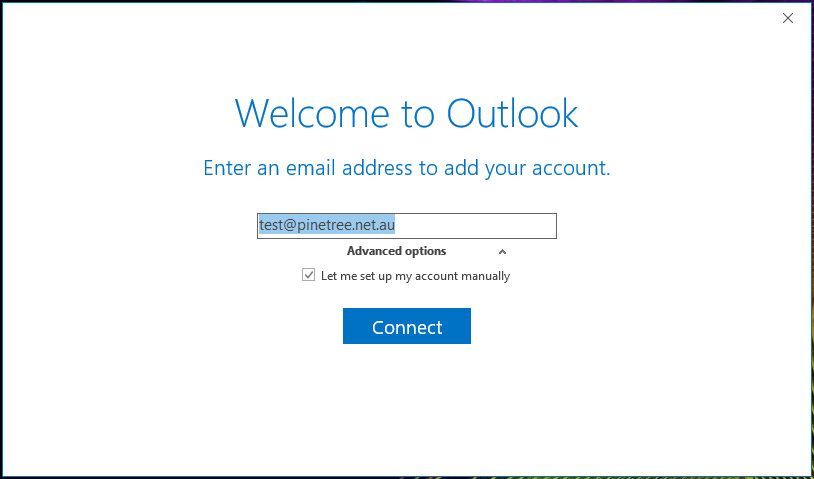 Welcome to Outlook
Enter an email address to add your account.
test@pinetree.net.au
Advanced options
Let me set up my account manually
Connect